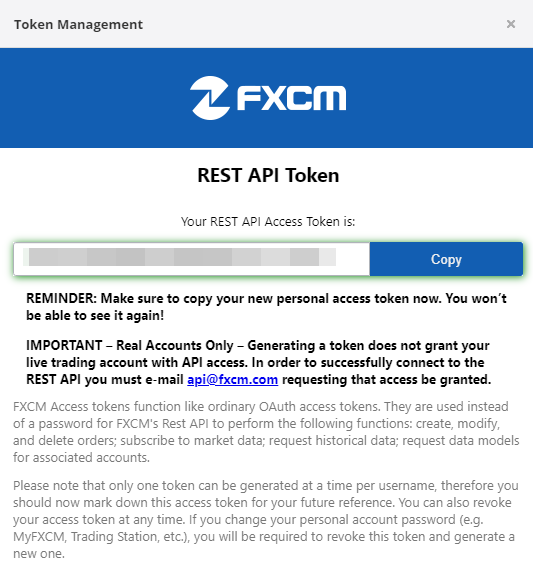 Token Management
×
FXCM
REST API Token
Your REST API Access Token is:
Copy
REMINDER: Make sure to copy your new personal access token now. You won’t
be able to see it again!
IMPORTANT – Real Accounts Only – Generating a token does not grant your
live trading account with API access. In order to successfully connect to the
REST API you must e-mail api@fxcm.com requesting that access be granted.
FXCM Access tokens function like ordinary OAuth access tokens. They are used instead
of a password for FXCM's Rest API to perform the following functions: create, modify,
and delete orders; subscribe to market data; request historical data; request data models
for associated accounts.
Please note that only one token can be generated at a time per username, therefore you
should now mark down this access token for your future reference. You can also revoke
your access token at any time. If you change your personal account password (e.g.
MyFXCM, Trading Station, etc.), you will be required to revoke this token and generate a
new one.